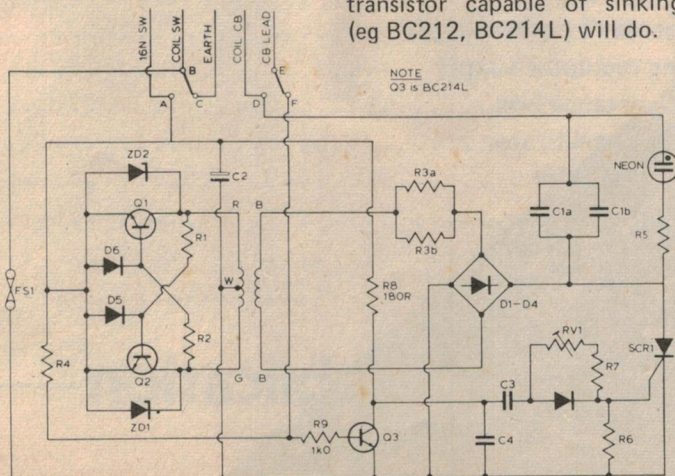 transistor capable of sinking
(eg BC212, BC214L) will do.
16N SW
COIL SW
EARTH
COIL CB
CB LEAD
NOTE
Q3 is BC214L
B
E
A
C
D
F
ZD2
C2
NEON
Q1
R
B
R3a
C1a
C1b
R1
R3b
R5
D6
FS1
W
R8
180R
D1-D4
D5
R2
RV1
SCR1
R4
R7
Q2
G
B
C3
ZD1
R9
1k0
Q3
C4
R6